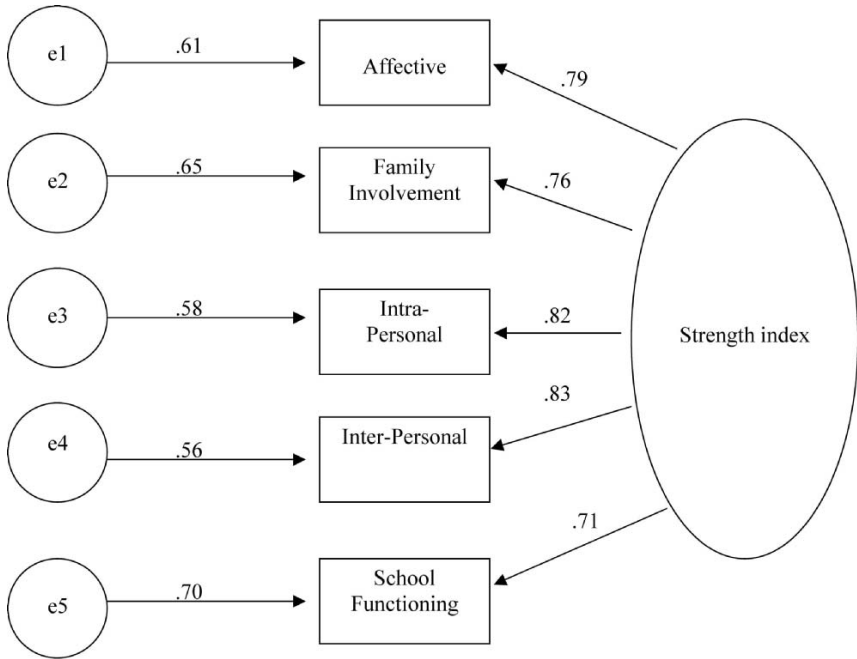 e1
.61
Affective
.79
e2
.65
Family
Involvement
.76
e3
.58
Intra-
Personal
.82
Strength index
e4
.56
Inter-Personal
.83
e5
.70
School
Functioning
.71